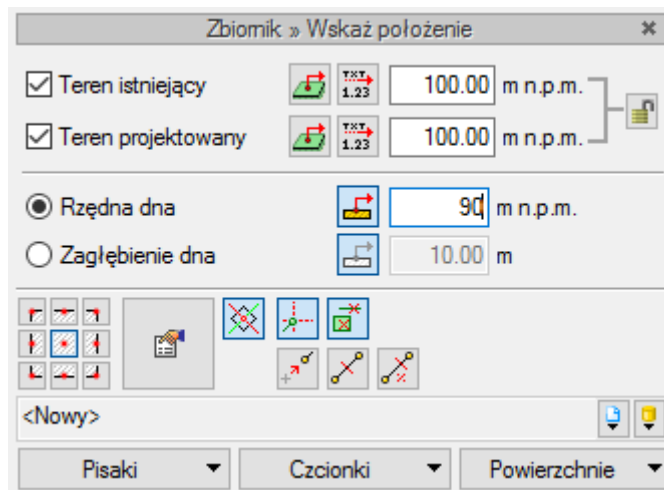 Zbiornik » Wskaż położenie
Teren istniejący TXT 1.23 100.00 m n.p.m.
Teren projektowany TXT 1.23 100.00 m n.p.m.
Rzędna dna 90 m n.p.m.
Zagłębienie dna 10.00 m
<Nowy>
Pisaki Czcionki Powierzchnie